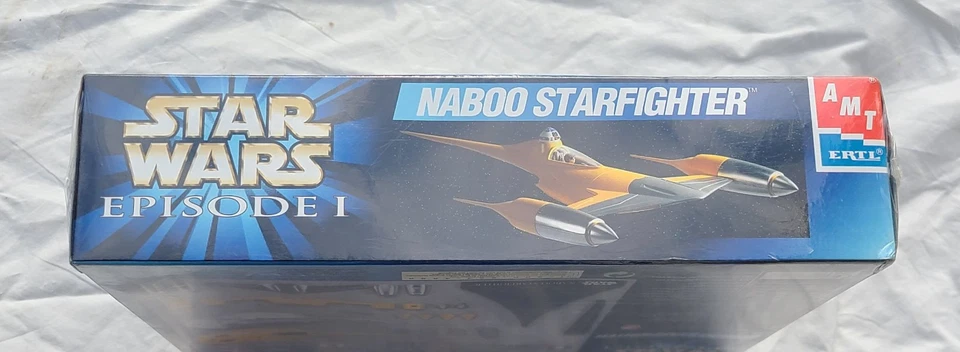 STAR
WARS
EPISODE I
NABOO STARFIGHTER™
AMT
ERTL®